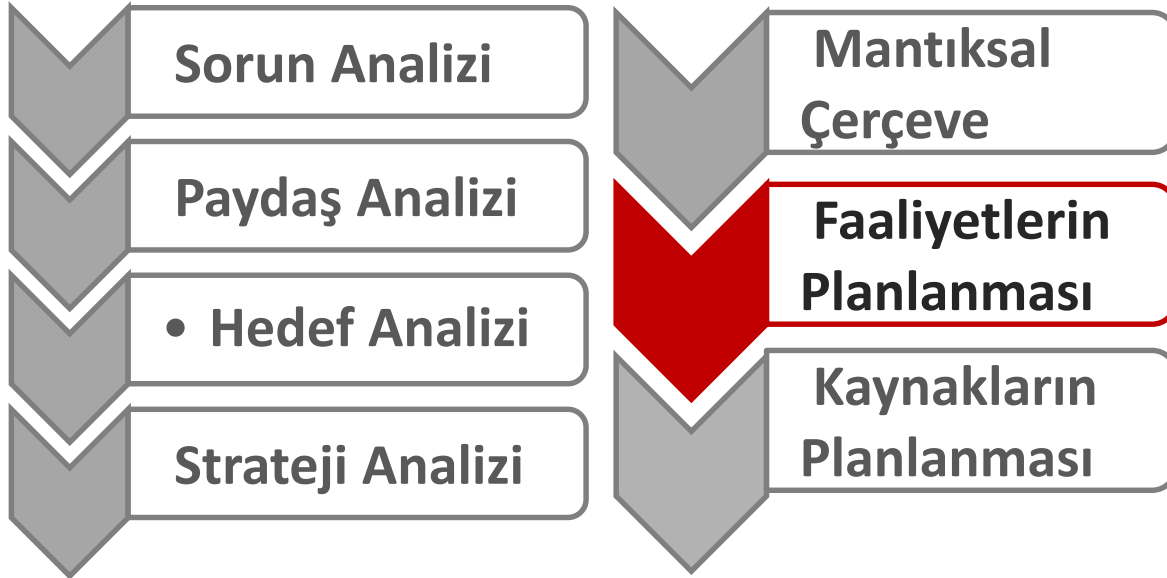 Sorun Analizi
Paydaş Analizi
• Hedef Analizi
Strateji Analizi
Mantıksal
Çerçeve
Faaliyetlerin
Planlanması
Kaynakların
Planlanması